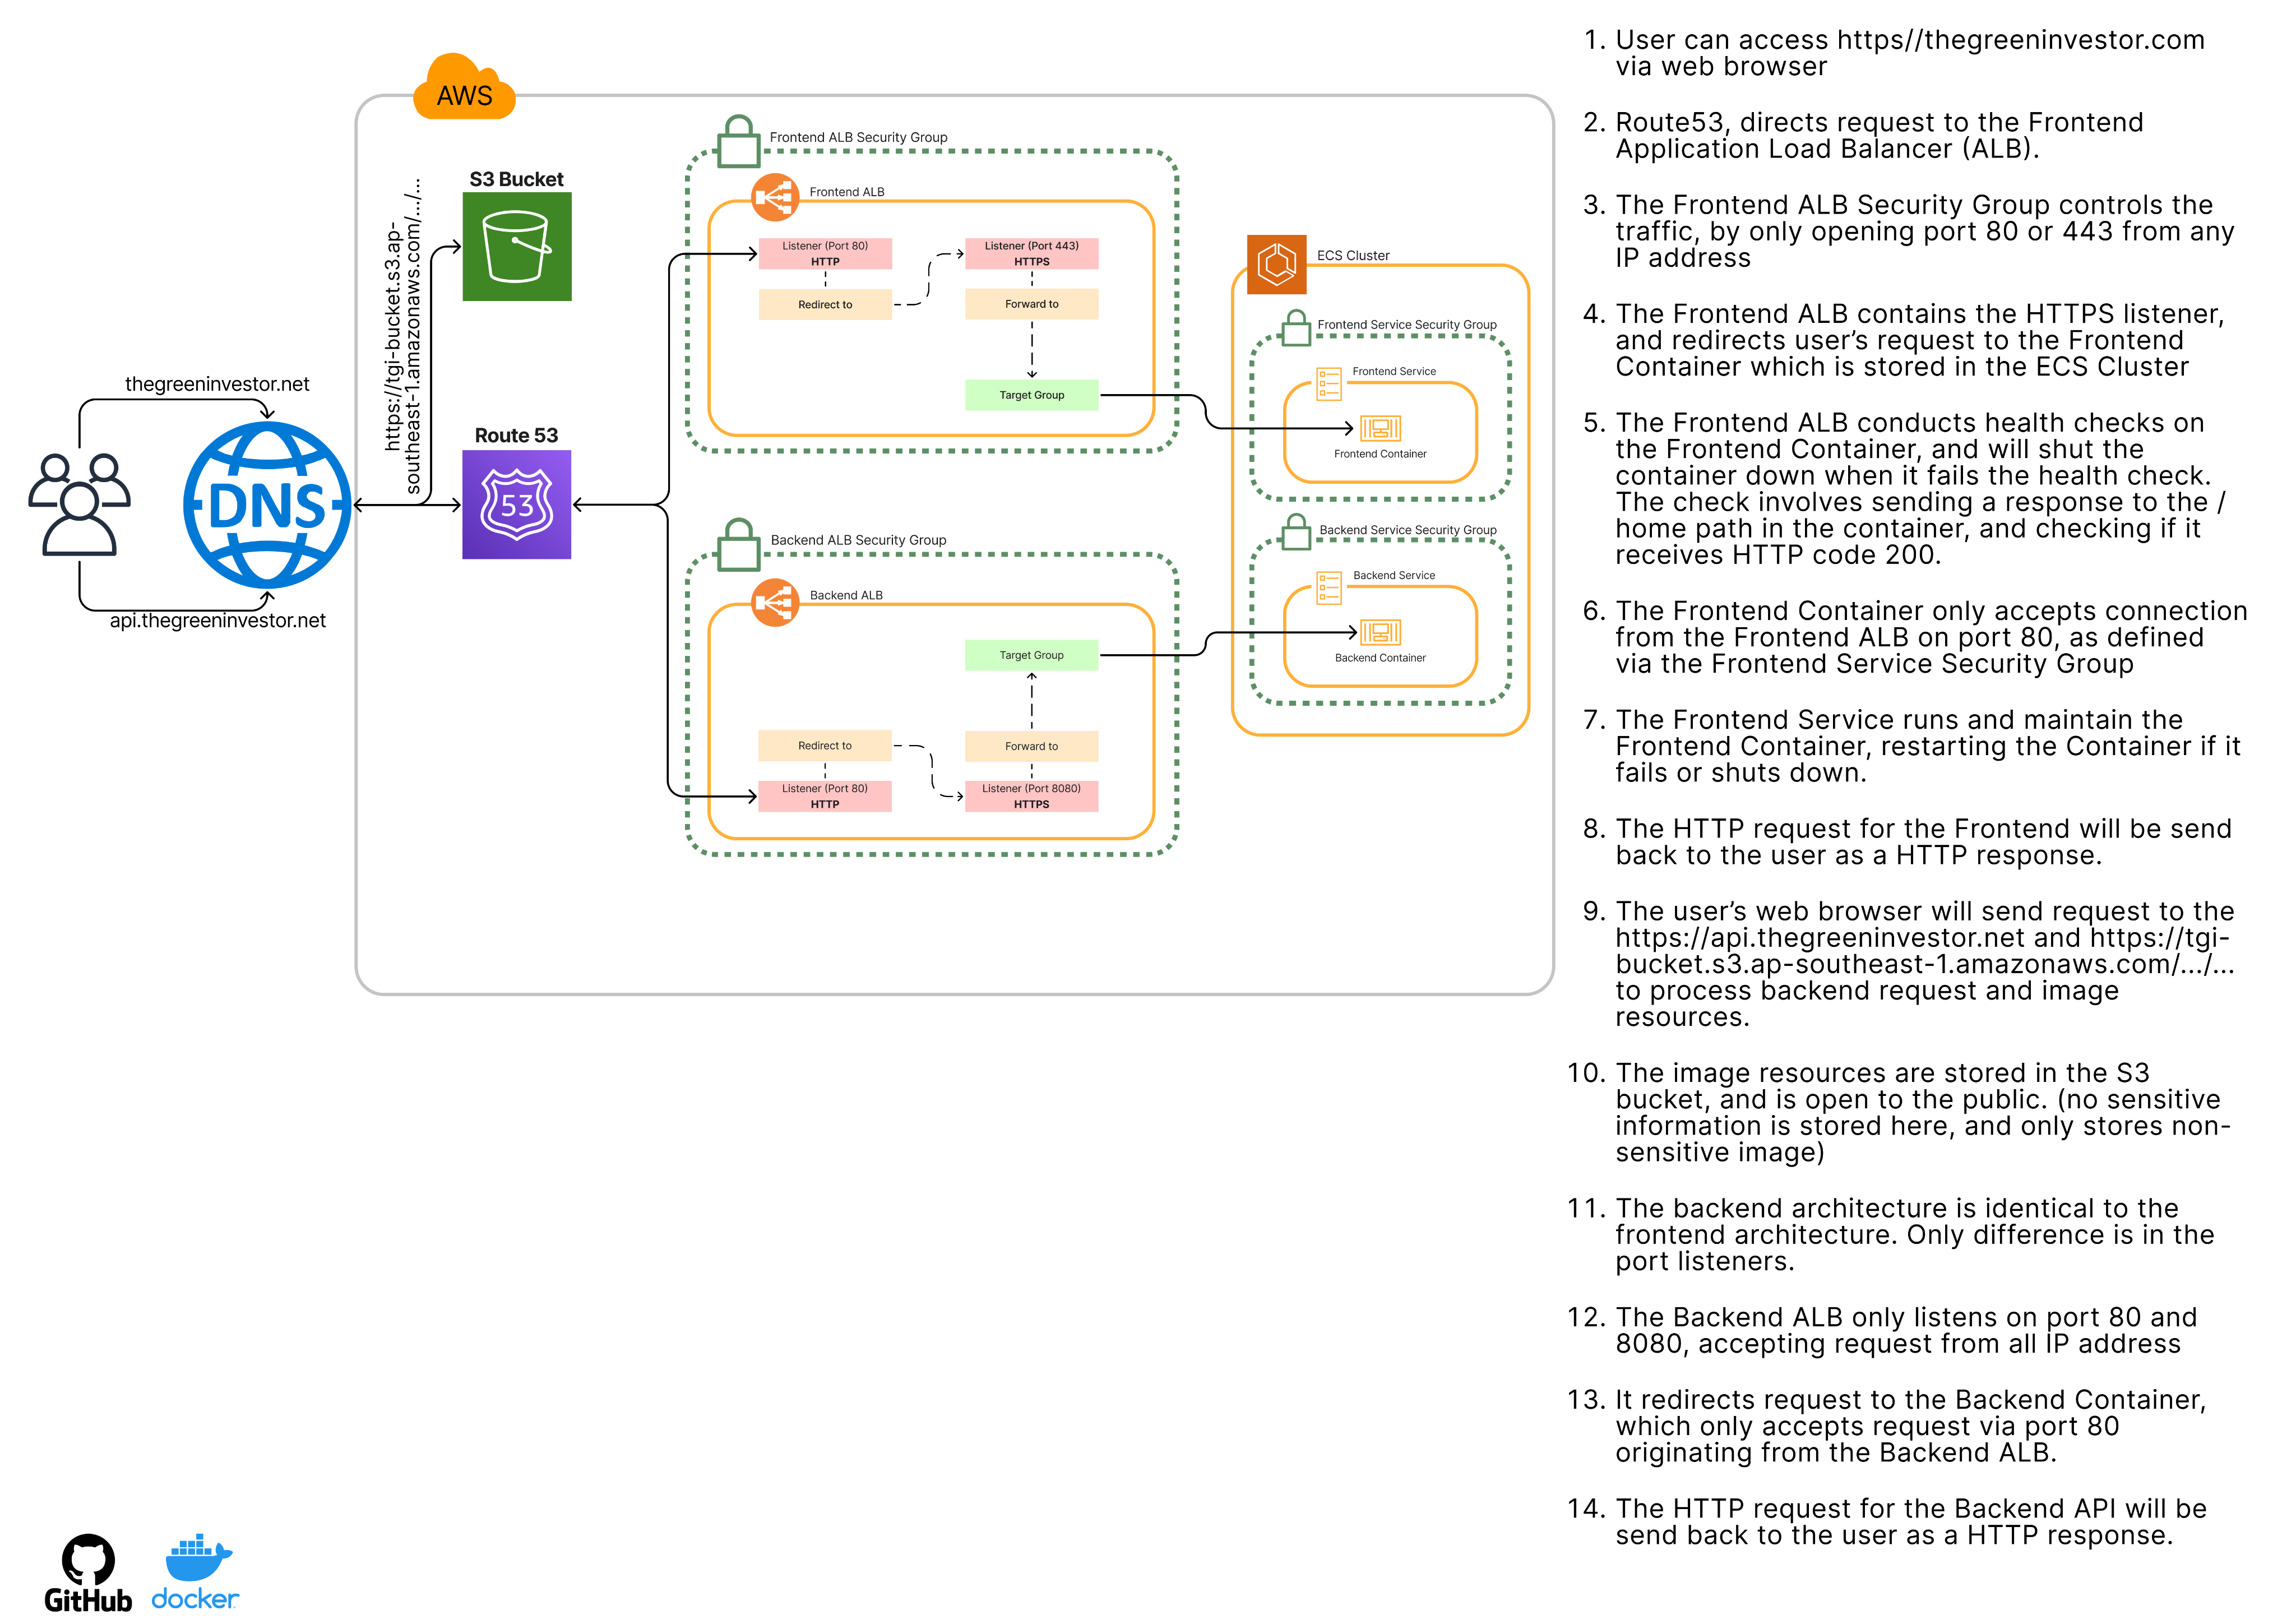 AWS
S3 Bucket
https://tgi-bucket.s3.ap-
southeast-1.amazonaws.com/.../...
Route 53
53
thegreeninvestor.net
DNS
api.thegreeninvestor.net
Frontend ALB Security Group
Frontend ALB
Listener (Port 80)
HTTP
Redirect to
Listener (Port 443)
HTTPS
Forward to
Target Group
Backend ALB Security Group
Backend ALB
Target Group
Redirect to
Forward to
Listener (Port 80)
HTTP
Listener (Port 8080)
HTTPS
ECS Cluster
Frontend Service Security Group
Frontend Service
Frontend Container
Backend Service Security Group
Backend Service
Backend Container
1. User can access https//thegreeninvestor.com
via web browser
2. Route53, directs request to the Frontend
Application Load Balancer (ALB).
3. The Frontend ALB Security Group controls the
traffic, by only opening port 80 or 443 from any
IP address
4. The Frontend ALB contains the HTTPS listener,
and redirects user’s request to the Frontend
Container which is stored in the ECS Cluster
5. The Frontend ALB conducts health checks on
the Frontend Container, and will shut the
container down when it fails the health check.
The check involves sending a response to the /
home path in the container, and checking if it
receives HTTP code 200.
6. The Frontend Container only accepts connection
from the Frontend ALB on port 80, as defined
via the Frontend Service Security Group
7. The Frontend Service runs and maintain the
Frontend Container, restarting the Container if it
fails or shuts down.
8. The HTTP request for the Frontend will be send
back to the user as a HTTP response.
9. The user’s web browser will send request to the
https://api.thegreeninvestor.net and https://tgi-
bucket.s3.ap-southeast-1.amazonaws.com/.../...
to process backend request and image
resources.
10. The image resources are stored in the S3
bucket, and is open to the public. (no sensitive
information is stored here, and only stores non-
sensitive image)
11. The backend architecture is identical to the
frontend architecture. Only difference is in the
port listeners.
12. The Backend ALB only listens on port 80 and
8080, accepting request from all IP address
13. It redirects request to the Backend Container,
which only accepts request via port 80
originating from the Backend ALB.
14. The HTTP request for the Backend API will be
send back to the user as a HTTP response.
GitHub
docker